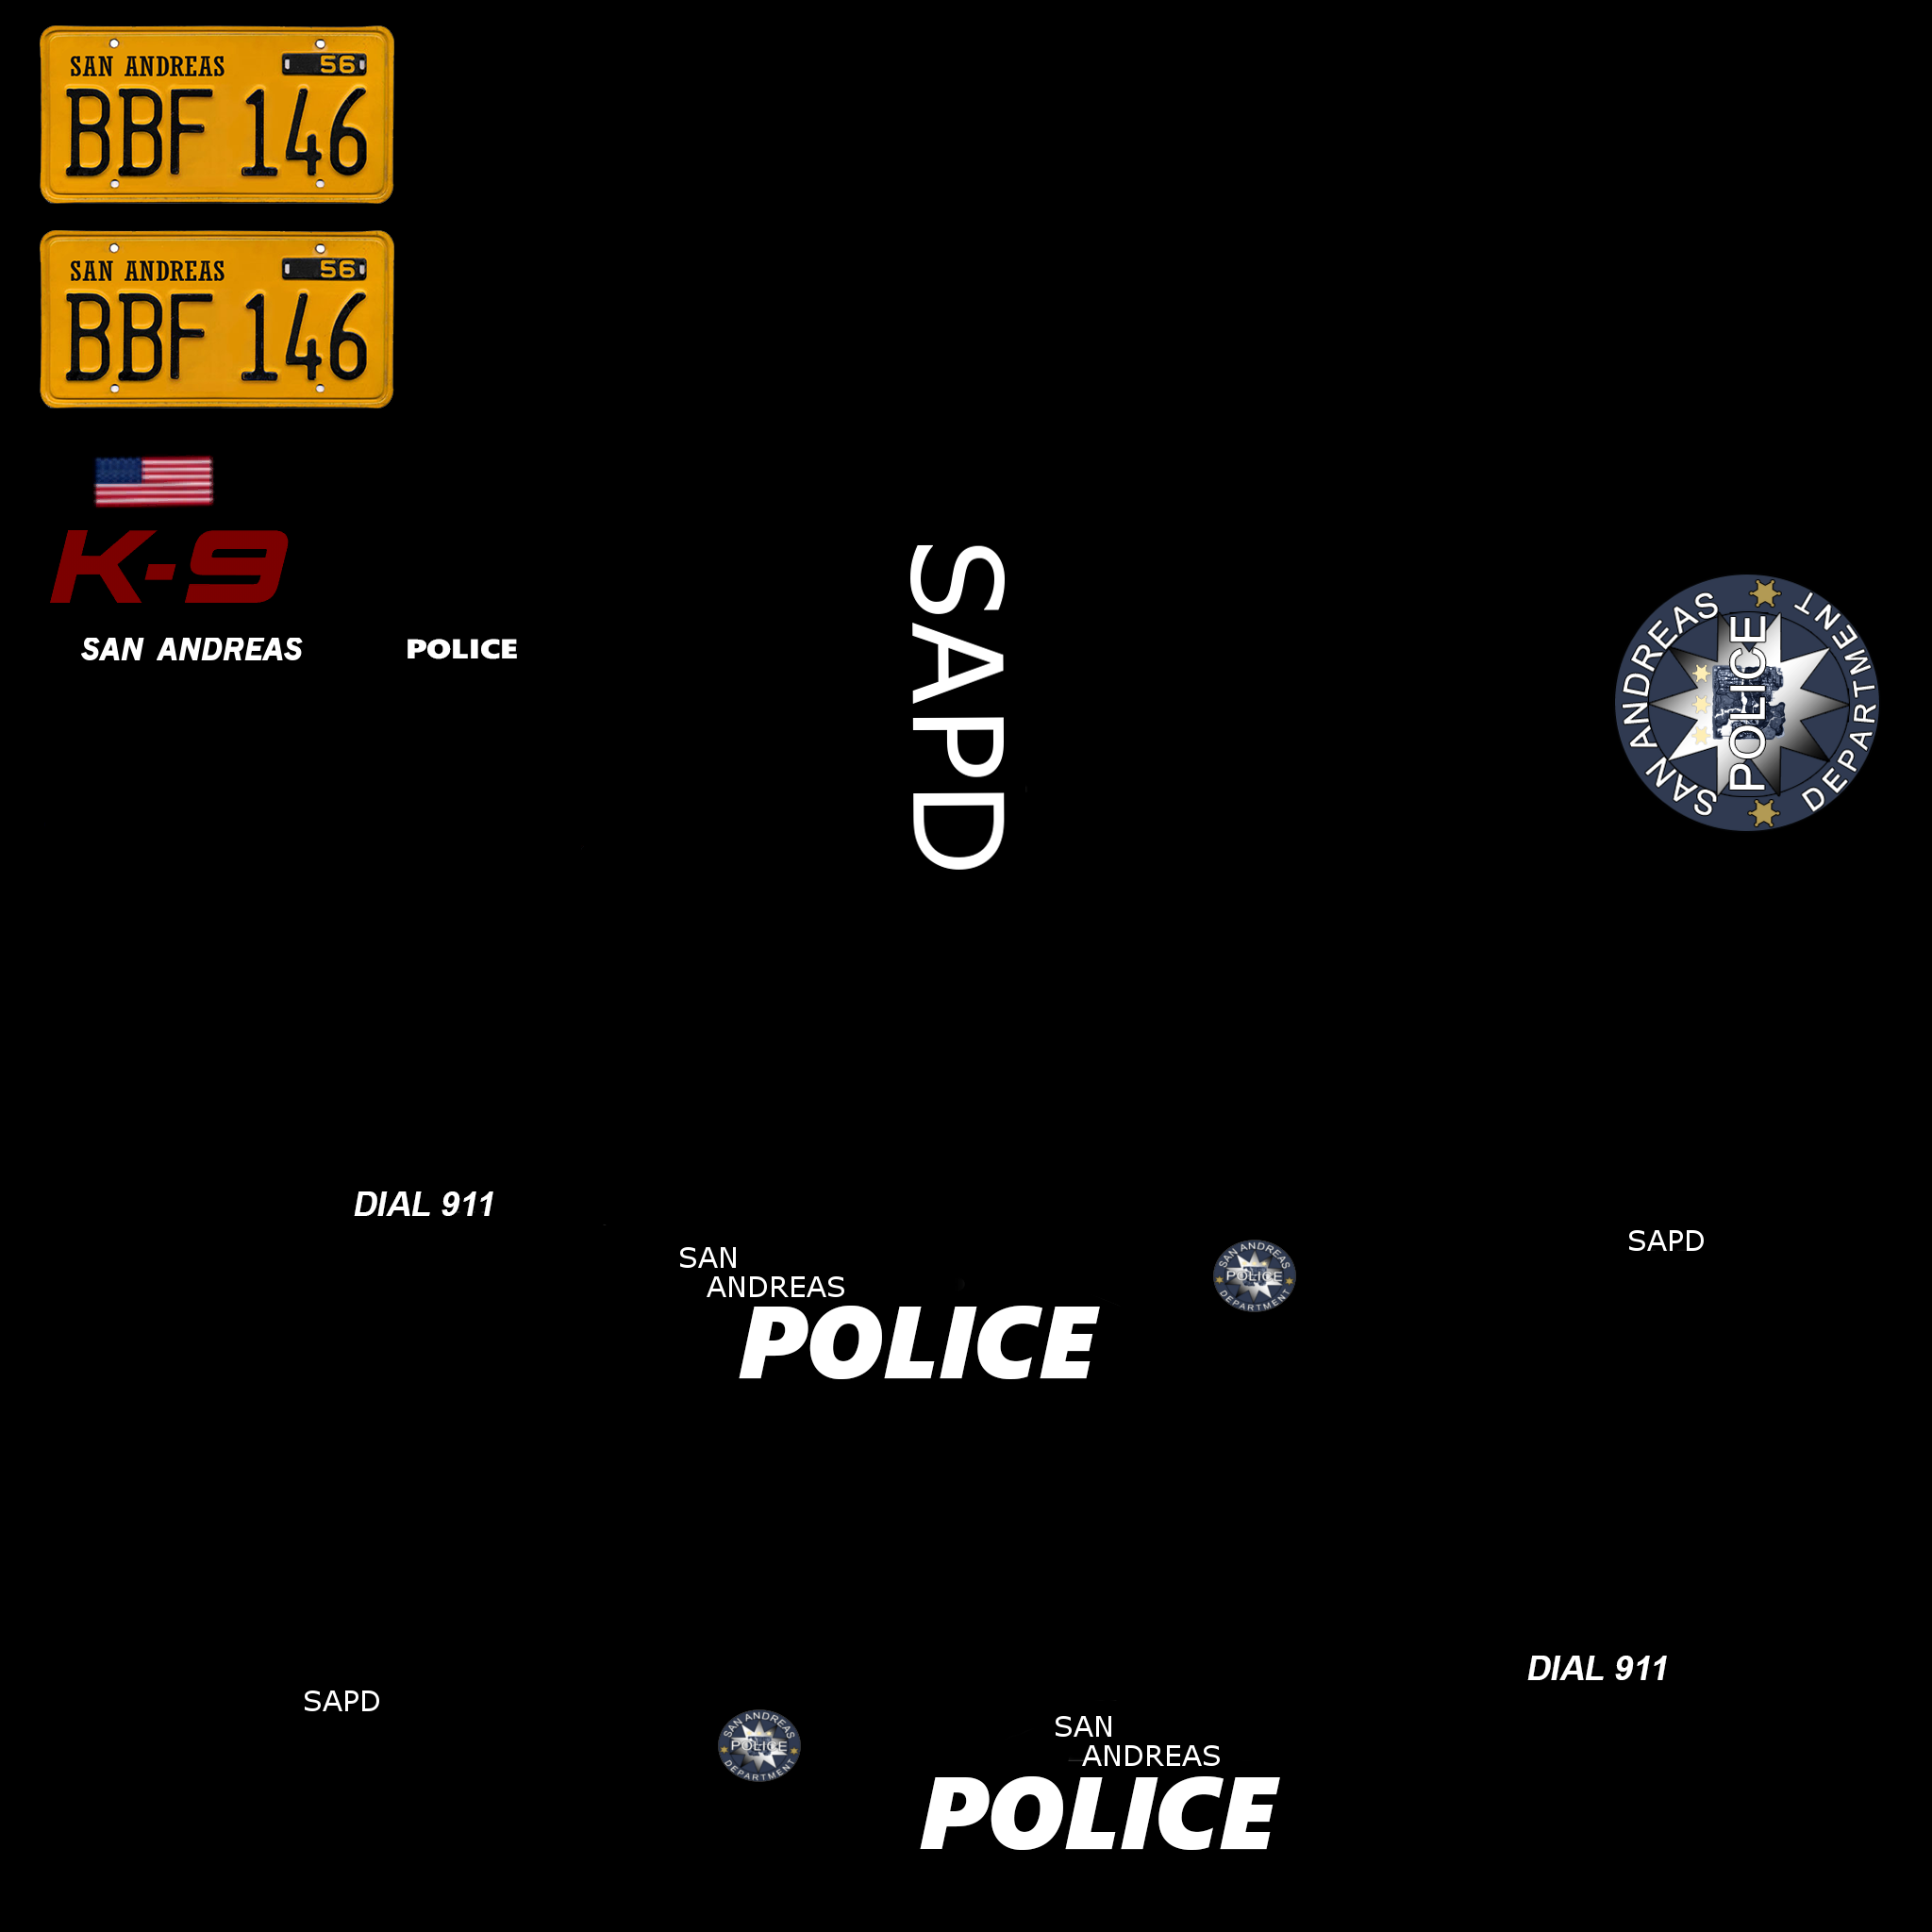 SAN ANDREAS 56
BBF 146
SAN ANDREAS 56
BBF 146
K-9
SAN ANDREAS
POLICE
SAPD
SAN ANDREAS
POLICE
DEPARTMENT
DIAL 911
SAN
ANDREAS
POLICE
SAN ANDREAS
POLICE
DEPARTMENT
SAPD
SAPD
SAN ANDREAS
POLICE
DEPARTMENT
SAN
ANDREAS
POLICE
DIAL 911